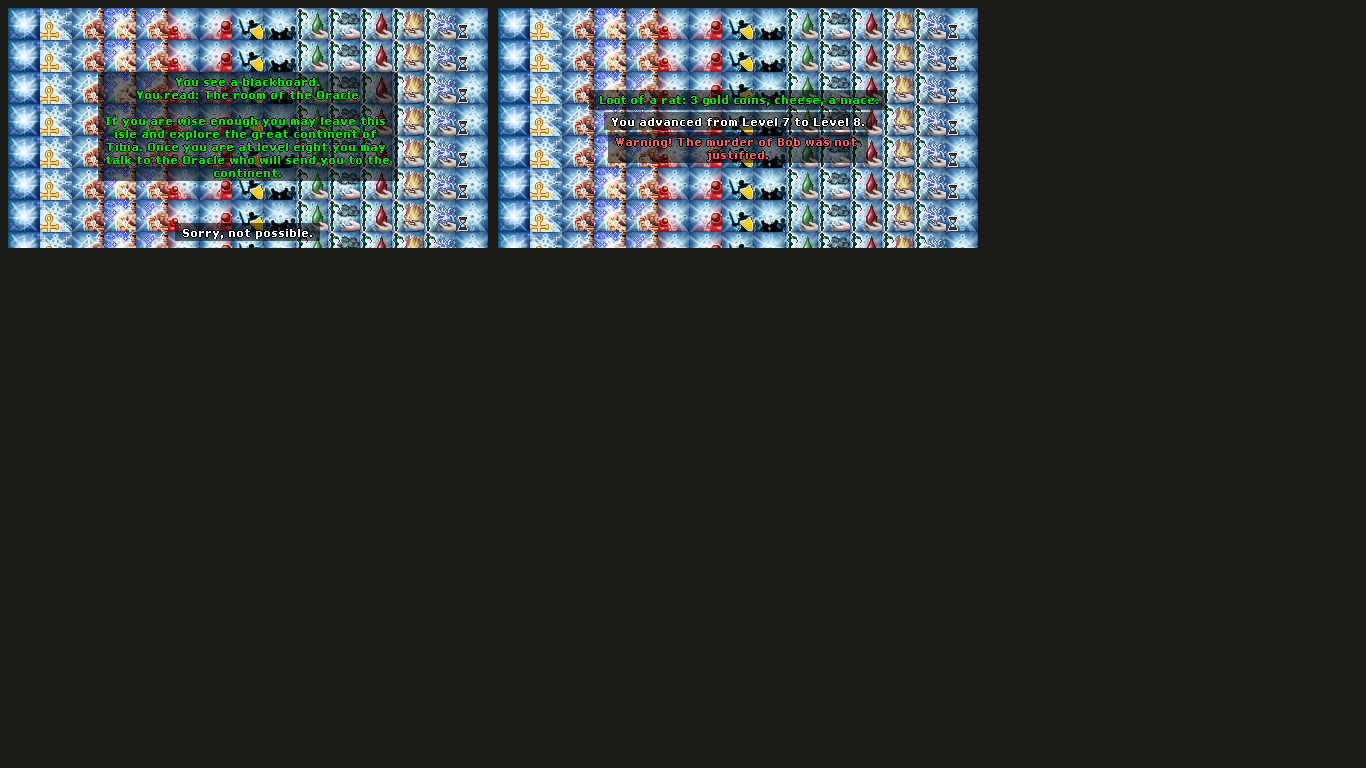 You see a blackboard.
You read: The room of the Oracle
If you are wise enough you may leave this
isle and explore the great continent of
Tibia. Once you are at level eight you may
talk to the Oracle who will send you to the
continent.
Sorry, not possible.
Loot of a rat: 3 gold coins, cheese, a mace.
You advanced from Level 7 to Level 8.
Warning! The murder of Bob was not
justified.